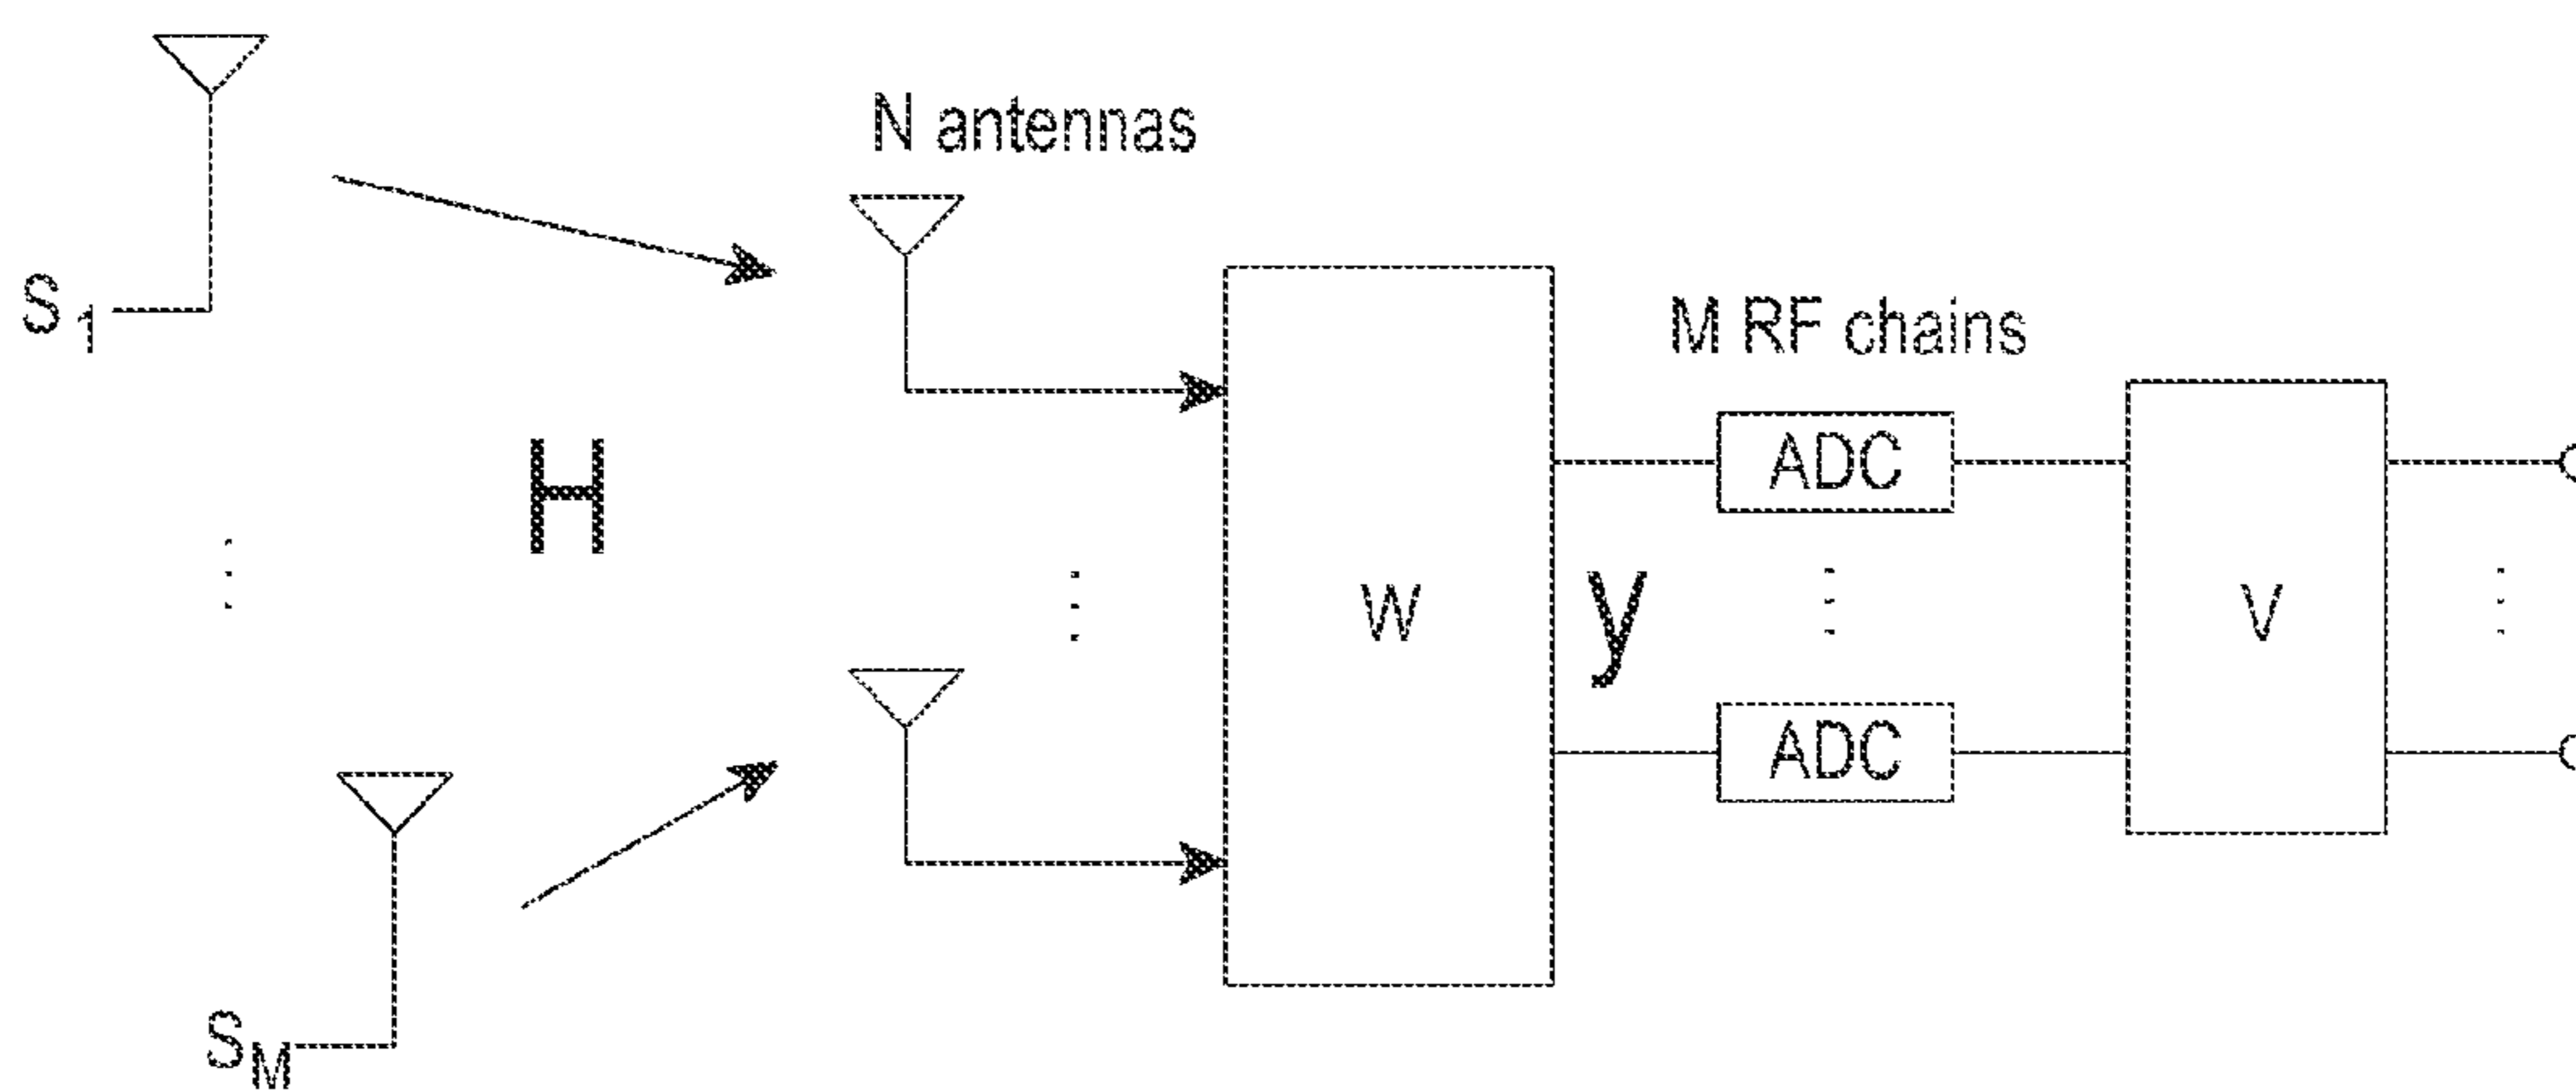 N antennas
S1
M RF chains
H
ADC
W
y
V
ADC
SM